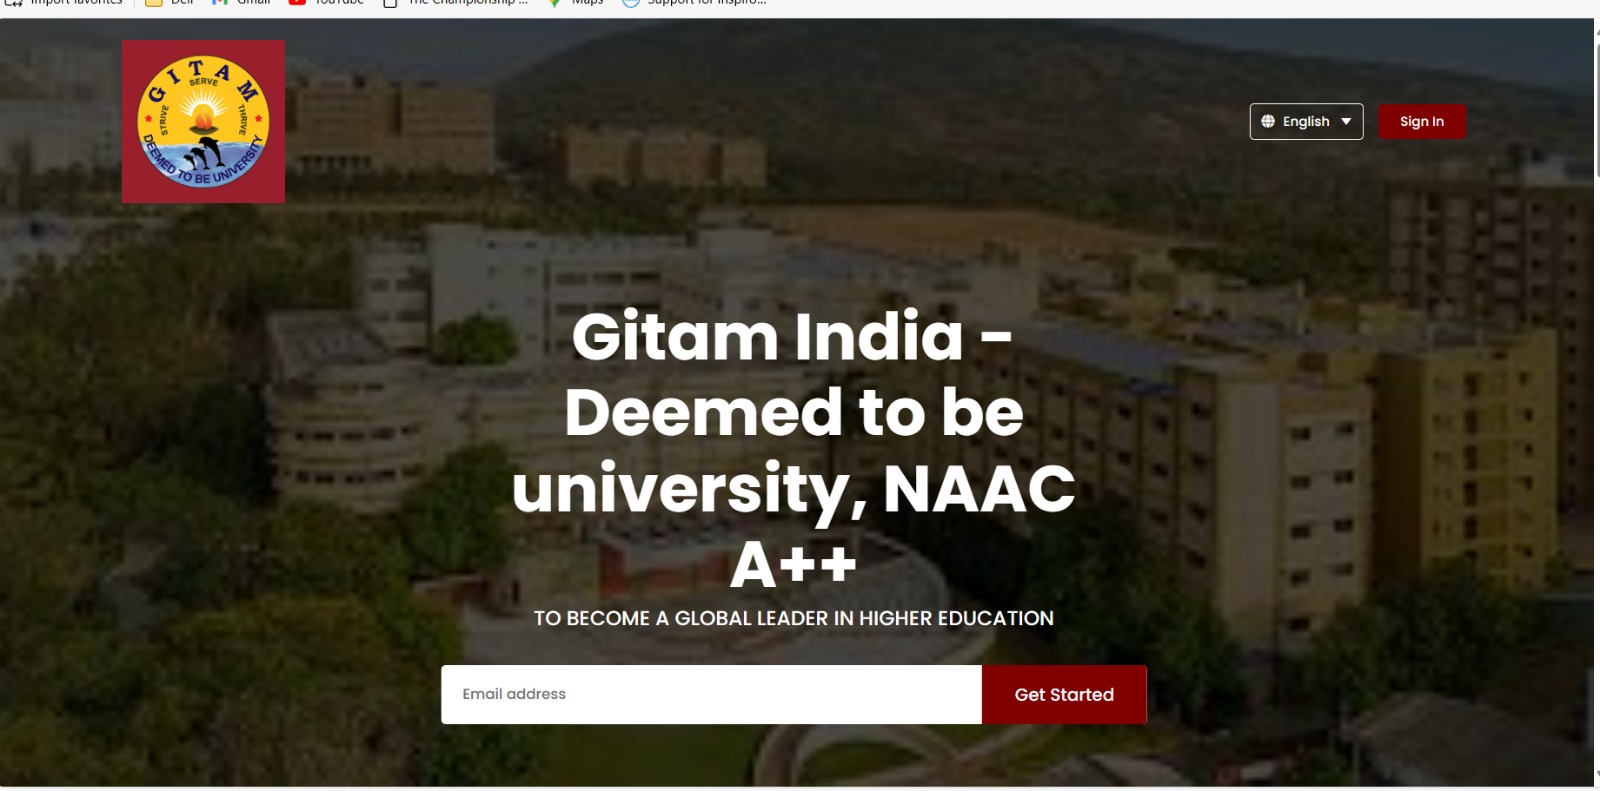 Import favorites
Dell
Gmail
YouTube
The Championship ...
Maps
Support for Inspiro...
GITAM
SERVE
STRIVE
THRIVE
DEEMED TO BE UNIVERSITY
English
Sign In
Gitam India -
Deemed to be
university, NAAC
A++
TO BECOME A GLOBAL LEADER IN HIGHER EDUCATION
Email address
Get Started